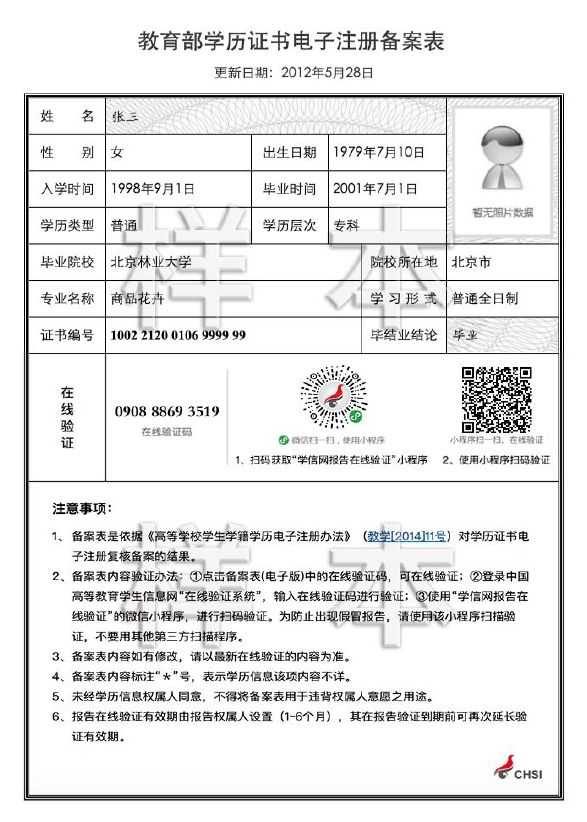 教育部学历证书电子注册备案表
更新日期：2012年5月28日
姓 名 张三
性 别 女 出生日期 1979年7月10日
入学时间 1998年9月1日 毕业时间 2001年7月1日
暂无照片数据
学历类型 普通 学历层次 专科
毕业院校 北京林业大学 院校所在地 北京市
专业名称 商品花卉 学习形式 普通全日制
证书编号 1002 2120 0106 9999 99 毕结业结论 毕业
样本
在线验证
0908 8869 3519
在线验证码
微信扫一扫，使用小程序
小程序扫一扫，在线验证
1、扫码获取“学信网报告在线验证”小程序
2、使用小程序扫码验证
注意事项：
1、备案表是依据《高等学校学生学籍学历电子注册办法》（教学[2014]11号）对学历证书电
子注册复核备案的结果。
2、备案表内容验证办法：①点击备案表(电子版)中的在线验证码，可在线验证；②登录中国
高等教育学生信息网“在线验证系统”，输入在线验证码进行验证；③使用“学信网报告在
线验证”的微信小程序，进行扫码验证。为防止出现假冒报告，请使用该小程序扫描验
证，不要用其他第三方扫描程序。
3、备案表内容如有修改，请以最新在线验证的内容为准。
4、备案表内容标注“*”号，表示学历信息该项内容不详。
5、未经学历信息权属人同意，不得将备案表用于违背权属人意愿之用途。
6、报告在线验证有效期由报告权属人设置（1~6个月），其在报告验证到期前可再次延长验
证有效期。
样本
CHSI